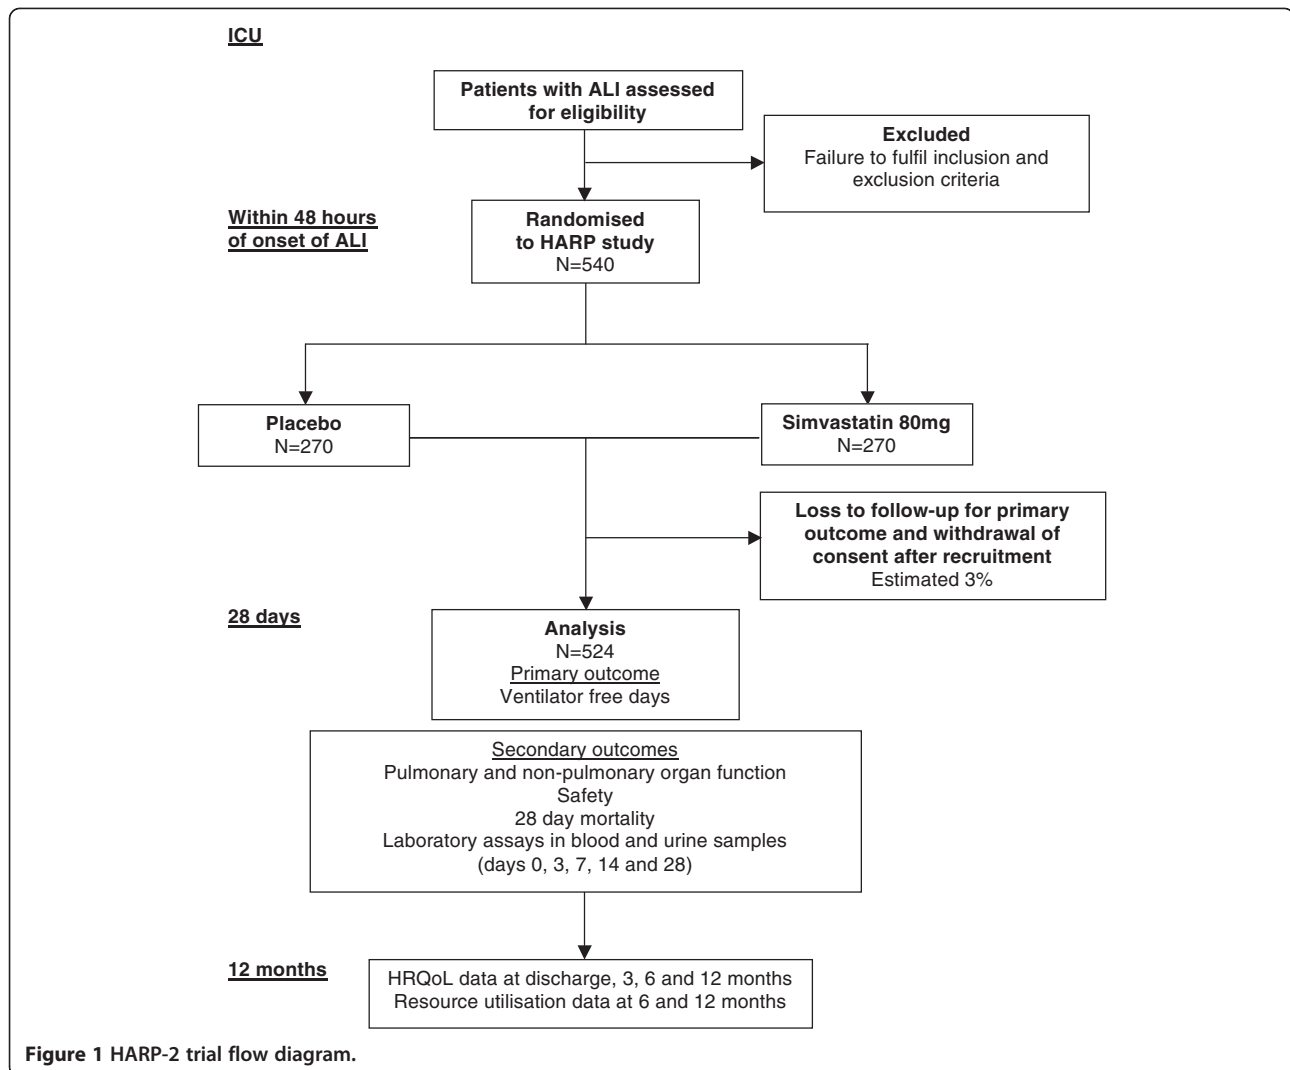 ICU
Patients with ALI assessed
for eligibility
Excluded
Failure to fulfil inclusion and
exclusion criteria
Within 48 hours
of onset of ALI
Randomised
to HARP study
N=540
Placebo
N=270
Simvastatin 80mg
N=270
Loss to follow-up for primary
outcome and withdrawal of
consent after recruitment
Estimated 3%
28 days
Analysis
N=524
Primary outcome
Ventilator free days
Secondary outcomes
Pulmonary and non-pulmonary organ function
Safety
28 day mortality
Laboratory assays in blood and urine samples
(days 0, 3, 7, 14 and 28)
12 months
HRQoL data at discharge, 3, 6 and 12 months
Resource utilisation data at 6 and 12 months
Figure 1 HARP-2 trial flow diagram.